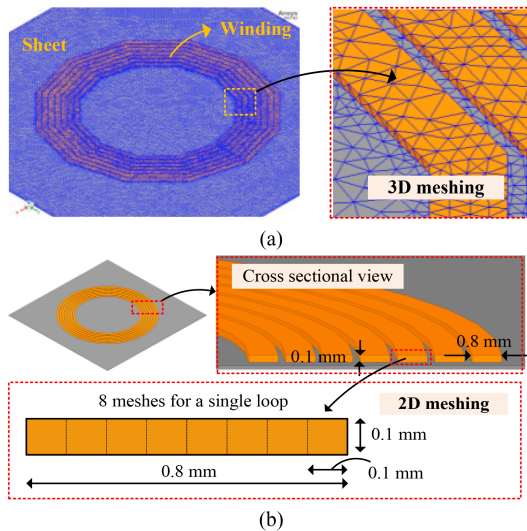 Ansys
Sheet
Winding
3D meshing
(a)
Cross sectional view
0.1 mm
0.8 mm
8 meshes for a single loop
2D meshing
0.1 mm
0.8 mm
0.1 mm
(b)